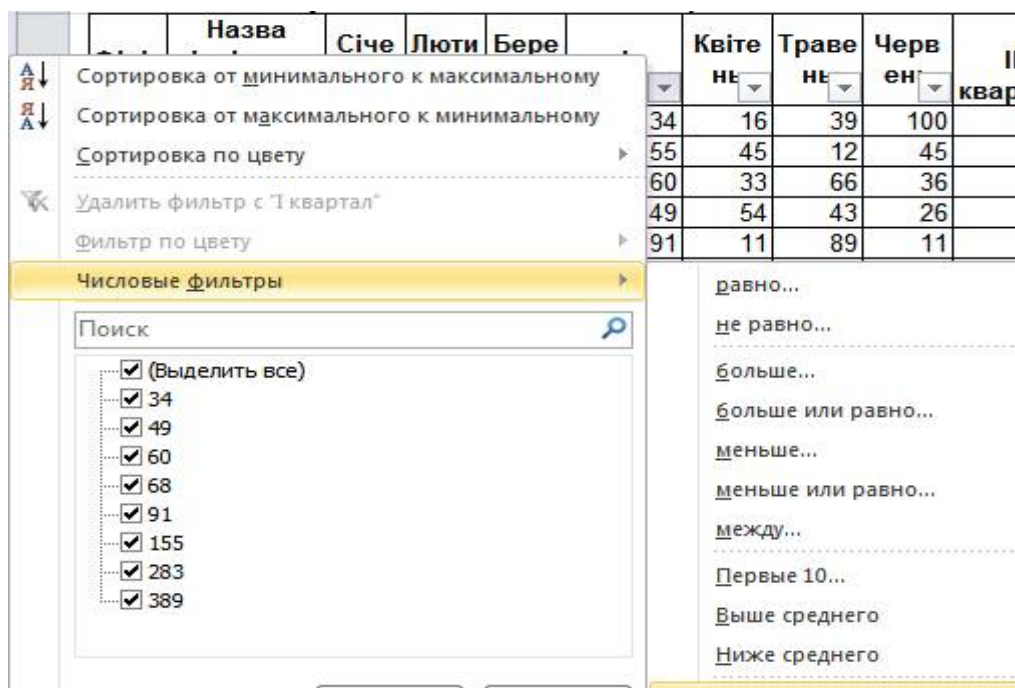 Назва
Січе Люти Бере Квіте Траве Черв
нь нь ен
квар
Сортировка от минимального к максимальному
Сортировка от максимального к минимальному
Сортировка по цвету
Удалить фильтр с "I квартал"
Фильтр по цвету
Числовые фильтры
Поиск
(Выделить все)
34
49
60
68
91
155
283
389
34 16 39 100
55 45 12 45
60 33 66 36
49 54 43 26
91 11 89 11
равно...
не равно...
больше...
больше или равно...
меньше...
меньше или равно...
между...
Первые 10...
Выше среднего
Ниже среднего